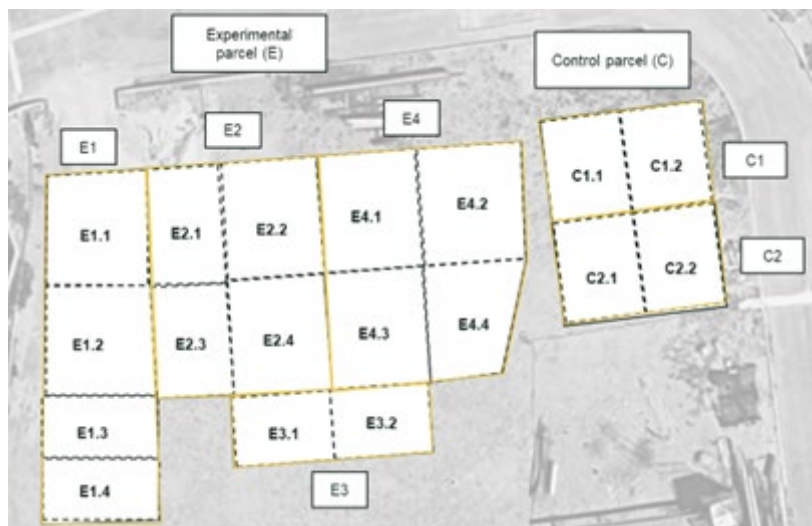 Experimental
parcel (E)
Control parcel (C)
E1
E2
E4
C1
C2
E1.1
E2.1
E2.2
E4.1
E4.2
C1.1
C1.2
E1.2
E2.3
E2.4
E4.3
E4.4
C2.1
C2.2
E1.3
E3.1
E3.2
E1.4
E3